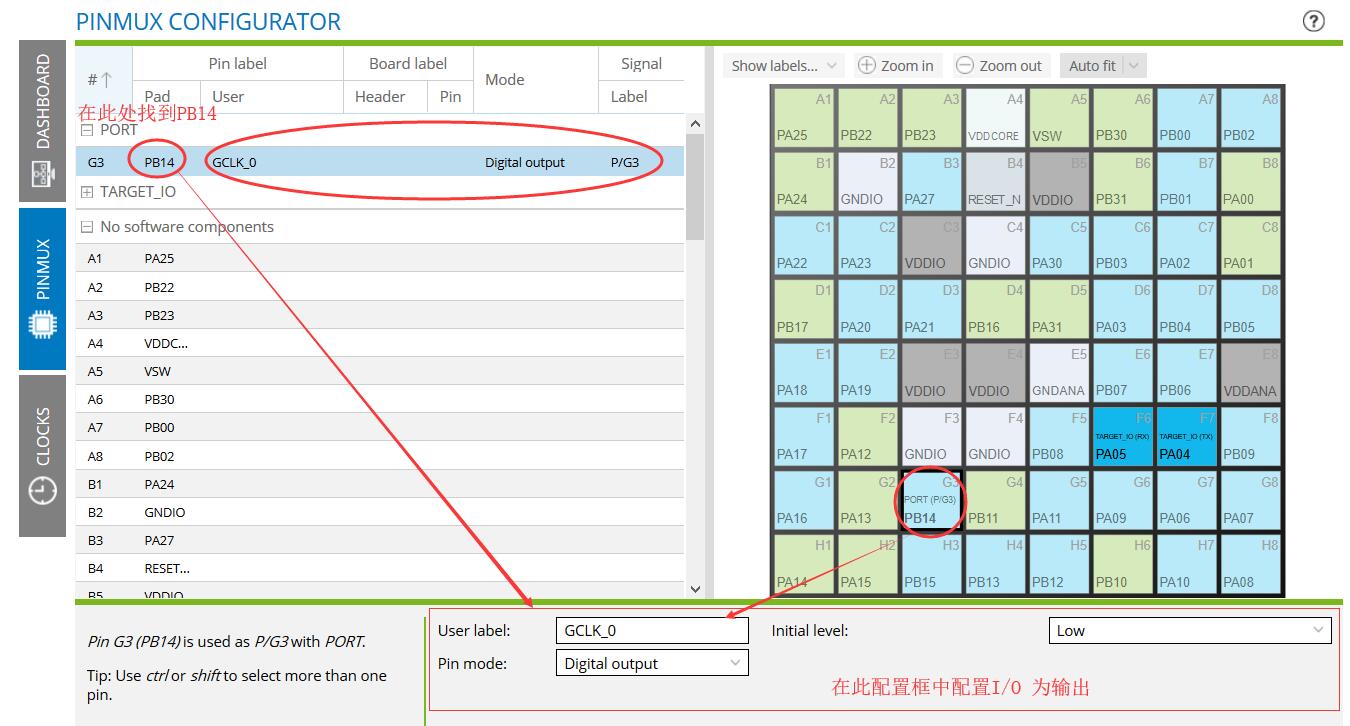 PINMUX CONFIGURATOR
?
DASHBOARD
PINMUX
CLOCKS
Pin label
Board label
Signal
#
Mode
Pad
User
Header
Pin
Label
在此处找到PB14
PORT
G3 PB14 GCLK_0 Digital output P/G3
TARGET_IO
No software components
A1 PA25
A2 PB22
A3 PB23
A4 VDDC...
A5 VSW
A6 PB30
A7 PB00
A8 PB02
B1 PA24
B2 GNDIO
B3 PA27
B4 RESET...
B5 VDDIO
Show labels... Zoom in Zoom out Auto fit
A1 A2 A3 A4 A5 A6 A7 A8
PA25 PB22 PB23 VDDCORE VSW PB30 PB00 PB02
B1 B2 B3 B4 B5 B6 B7 B8
PA24 GNDIO PA27 RESET_N VDDIO PB31 PB01 PA00
C1 C2 C3 C4 C5 C6 C7 C8
PA22 PA23 VDDIO GNDIO PA30 PB03 PA02 PA01
D1 D2 D3 D4 D5 D6 D7 D8
PB17 PA20 PA21 PB16 PA31 PA03 PB04 PB05
E1 E2 E3 E4 E5 E6 E7 E8
PA18 PA19 VDDIO VDDIO GNDANA PB07 PB06 VDDANA
F1 F2 F3 F4 F5 F6 F7 F8
TARGET_IO (RX) TARGET_IO (TX)
PA17 PA12 GNDIO GNDIO PB08 PA05 PA04 PB09
G1 G2 G3 G4 G5 G6 G7 G8
PORT (P/G3)
PA16 PA13 PB14 PB11 PA11 PA09 PA06 PA07
H1 H2 H3 H4 H5 H6 H7 H8
PA14 PA15 PB15 PB13 PB12 PB10 PA10 PA08
Pin G3 (PB14) is used as P/G3 with PORT.
Tip: Use ctrl or shift to select more than one
pin.
User label: GCLK_0 Initial level: Low
Pin mode: Digital output
在此配置框中配置I/O 为输出